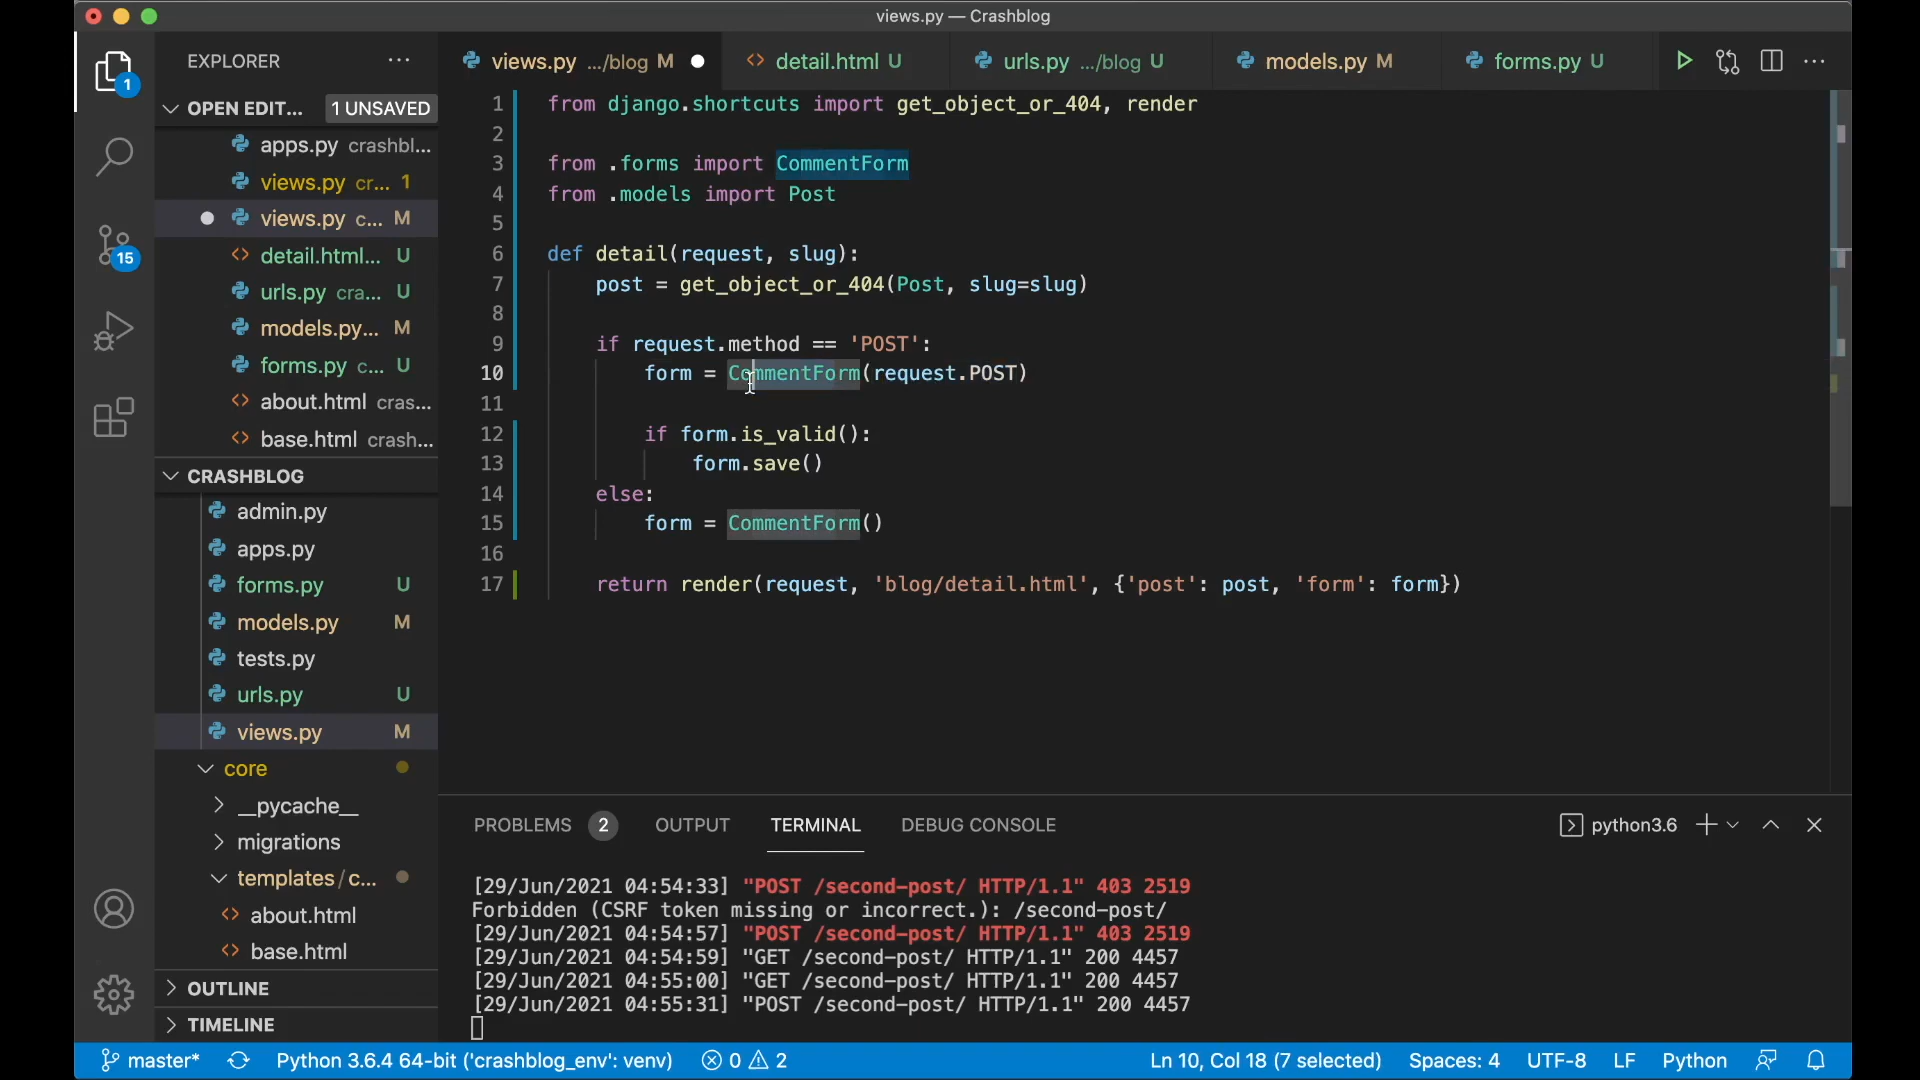 views.py — Crashblog
EXPLORER ···
views.py .../blog M
detail.html U
urls.py .../blog U
models.py M
forms.py U
OPEN EDIT... 1 UNSAVED
apps.py crashbl...
views.py cr... 1
views.py c... M
detail.html... U
urls.py cra... U
models.py... M
forms.py c... U
about.html cras...
base.html crash...
CRASHBLOG
admin.py
apps.py
forms.py U
models.py M
tests.py
urls.py U
views.py M
core
__pycache__
migrations
templates/c...
about.html
base.html
OUTLINE
TIMELINE
1
15
1 from django.shortcuts import get_object_or_404, render
2
3 from .forms import CommentForm
4 from .models import Post
5
6 def detail(request, slug):
7 post = get_object_or_404(Post, slug=slug)
8
9 if request.method == 'POST':
10 form = CommentForm(request.POST)
11
12 if form.is_valid():
13 form.save()
14 else:
15 form = CommentForm()
16
17 return render(request, 'blog/detail.html', {'post': post, 'form': form})
PROBLEMS 2 OUTPUT TERMINAL DEBUG CONSOLE
python3.6
[29/Jun/2021 04:54:33] "POST /second-post/ HTTP/1.1" 403 2519
Forbidden (CSRF token missing or incorrect.): /second-post/
[29/Jun/2021 04:54:57] "POST /second-post/ HTTP/1.1" 403 2519
[29/Jun/2021 04:54:59] "GET /second-post/ HTTP/1.1" 200 4457
[29/Jun/2021 04:55:00] "GET /second-post/ HTTP/1.1" 200 4457
[29/Jun/2021 04:55:31] "POST /second-post/ HTTP/1.1" 200 4457
master* Python 3.6.4 64-bit ('crashblog_env': venv) 0 2 Ln 10, Col 18 (7 selected) Spaces: 4 UTF-8 LF Python